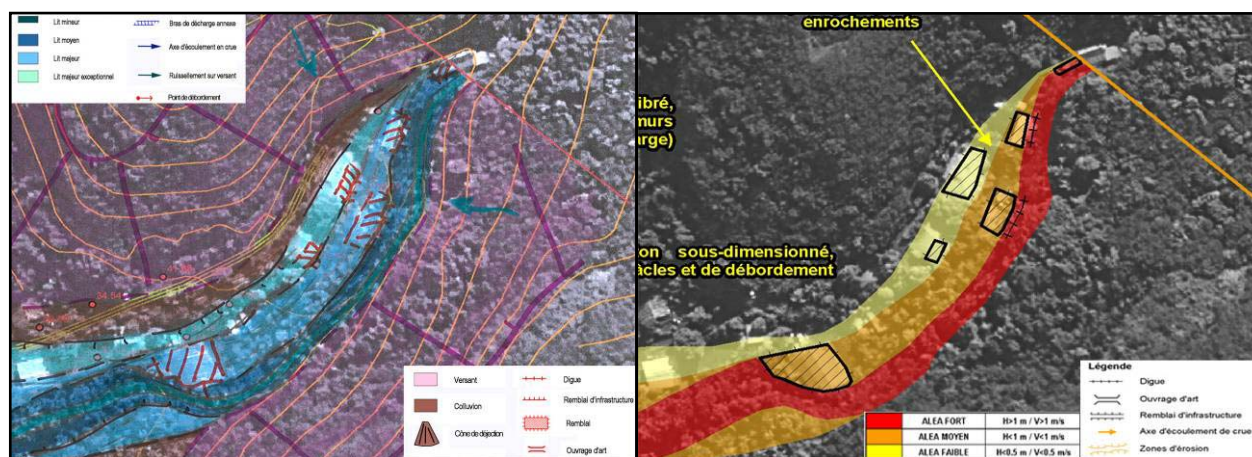 Lit mineur
Lit moyen
Lit majeur
Lit majeur exceptionnel
Bras de décharge annexe
Axe d'écoulement en crue
Ruissellement sur versant
Point de débordement
Versant
Colluvion
Cône de déjection
Digue
Remblai d'infrastructure
Remblai
Ouvrage d'art
enrochements
ibré,
murs
arge)
on sous-dimensionné,
âcles et de débordement
ALEA FORT H>1 m / V>1 m/s
ALEA MOYEN H<1 m / V<1 m/s
ALEA FAIBLE H<0.5 m / V<0.5 m/s
Légende
Digue
Ouvrage d'art
Remblai d'infrastructure
Axe d'écoulement de crue
Zones d'érosion